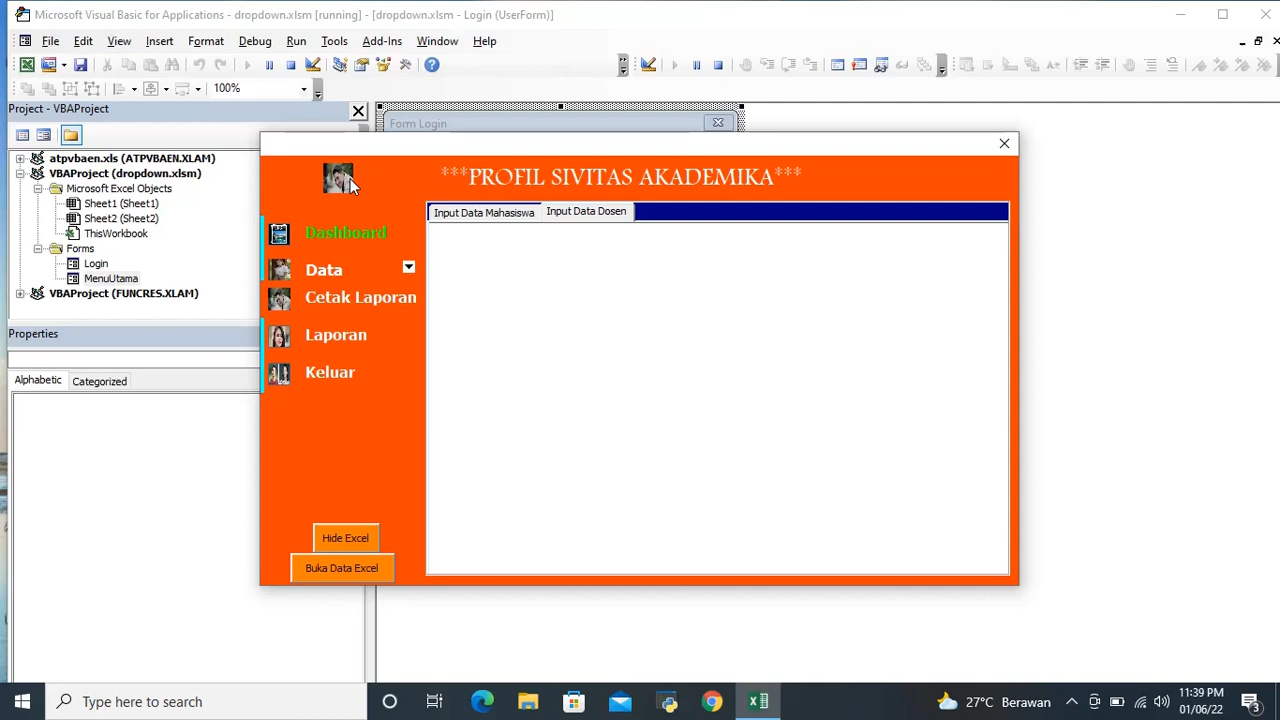 Microsoft Visual Basic for Applications - dropdown.xlsm [running] - [dropdown.xlsm - Login (UserForm)]
File Edit View Insert Format Debug Run Tools Add-Ins Window Help
100%
Project - VBAProject
atpvbaen.xls (ATPVBAEN.XLAM)
VBAProject (dropdown.xlsm)
Microsoft Excel Objects
Sheet1 (Sheet1)
Sheet2 (Sheet2)
ThisWorkbook
Forms
Login
MenuUtama
VBAProject (FUNCRES.XLAM)
Properties
Alphabetic Categorized
Form Login
***PROFIL SIVITAS AKADEMIKA***
Input Data Mahasiswa Input Data Dosen
Dashboard
Data
Cetak Laporan
Laporan
Keluar
Hide Excel
Buka Data Excel
Type here to search
27°C Berawan
11:39 PM
01/06/22
3